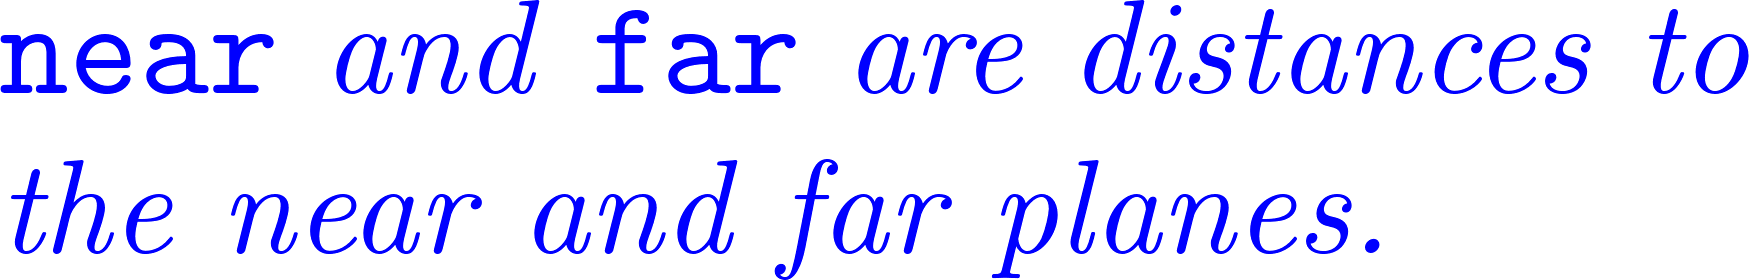 near and far are distances to
the near and far planes.